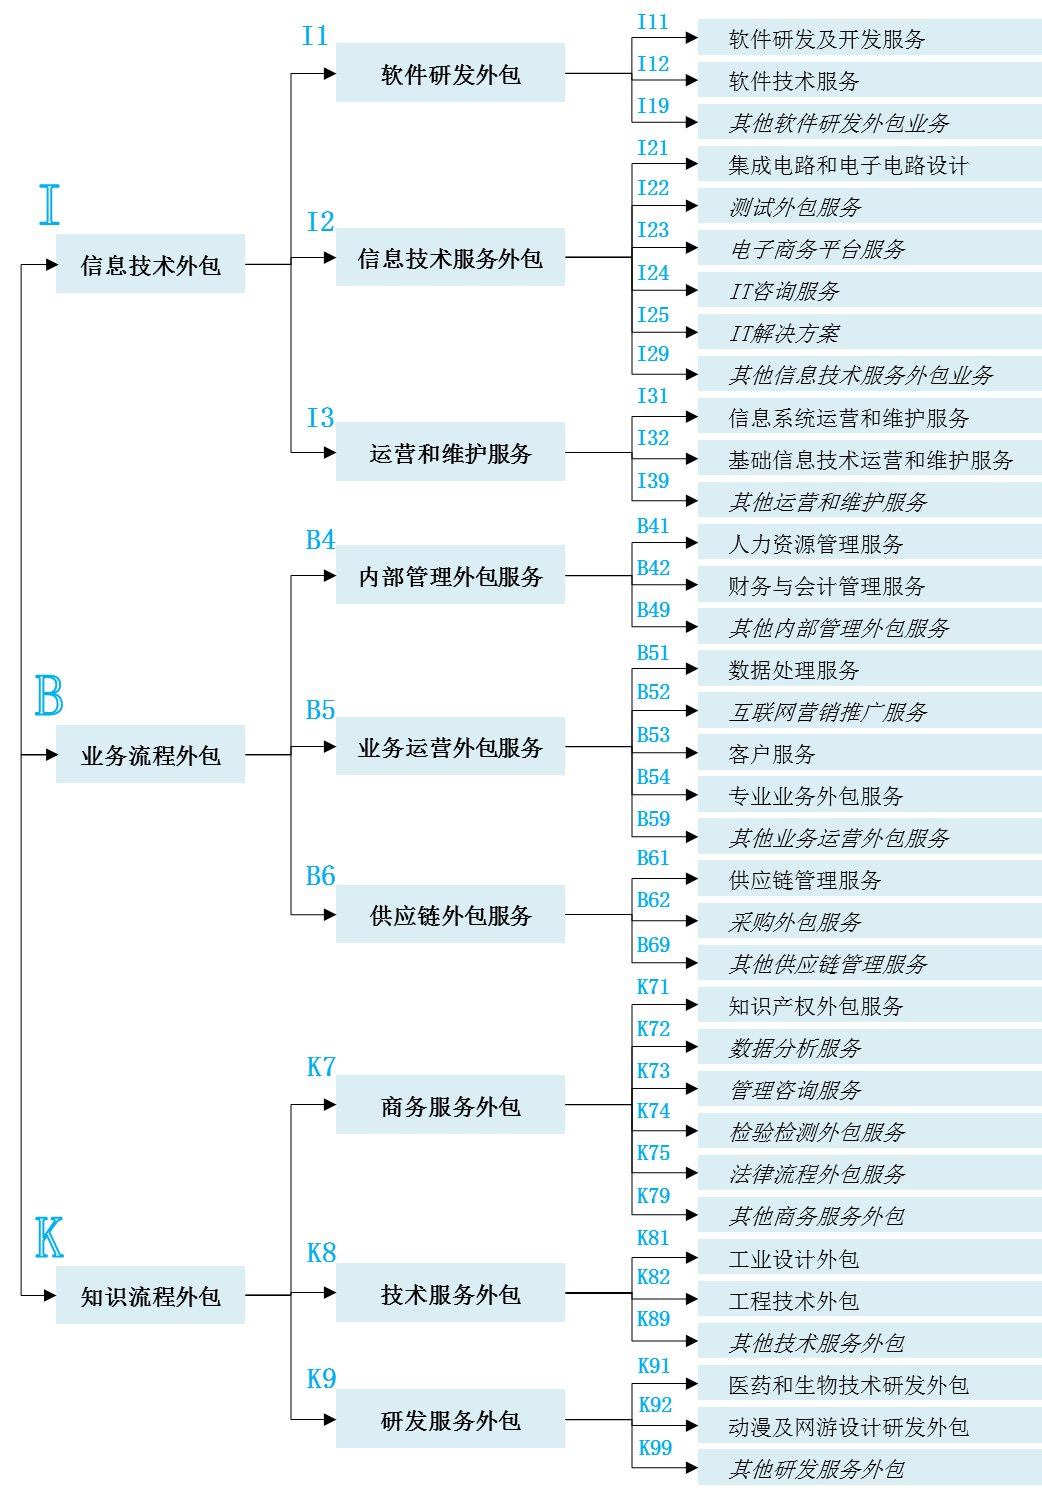 I
信息技术外包
I1
软件研发外包
I11
软件研发及开发服务
I12
软件技术服务
I19
其他软件研发外包业务
I2
信息技术服务外包
I21
集成电路和电子电路设计
I22
测试外包服务
I23
电子商务平台服务
I24
IT咨询服务
I25
IT解决方案
I29
其他信息技术服务外包业务
I3
运营和维护服务
I31
信息系统运营和维护服务
I32
基础信息技术运营和维护服务
I39
其他运营和维护服务
B
业务流程外包
B4
内部管理外包服务
B41
人力资源管理服务
B42
财务与会计管理服务
B49
其他内部管理外包服务
B5
业务运营外包服务
B51
数据处理服务
B52
互联网营销推广服务
B53
客户服务
B54
专业业务外包服务
B59
其他业务运营外包服务
B6
供应链外包服务
B61
供应链管理服务
B62
采购外包服务
B69
其他供应链管理服务
K
知识流程外包
K7
商务服务外包
K71
知识产权外包服务
K72
数据分析服务
K73
管理咨询服务
K74
检验检测外包服务
K75
法律流程外包服务
K79
其他商务服务外包
K8
技术服务外包
K81
工业设计外包
K82
工程技术外包
K89
其他技术服务外包
K9
研发服务外包
K91
医药和生物技术研发外包
K92
动漫及网游设计研发外包
K99
其他研发服务外包